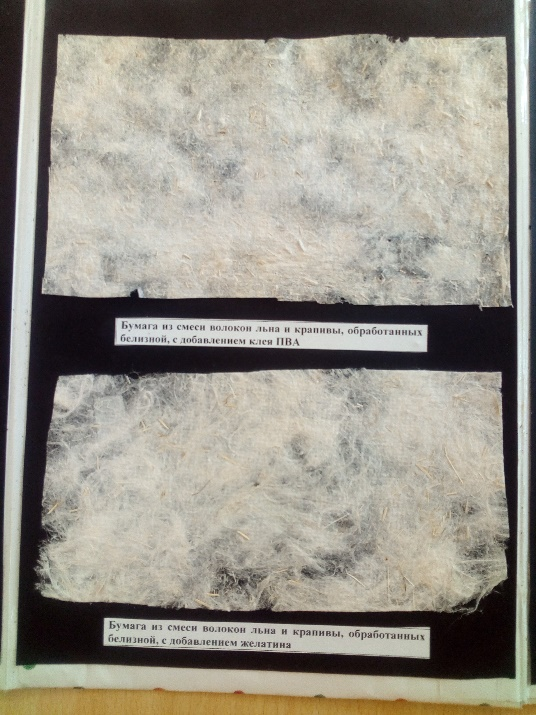 Бумага из смеси волокон льна и крапивы, обработанных
белизной, с добавлением клея ПВА
Бумага из смеси волокон льна и крапивы, обработанных
белизной, с добавлением желатина